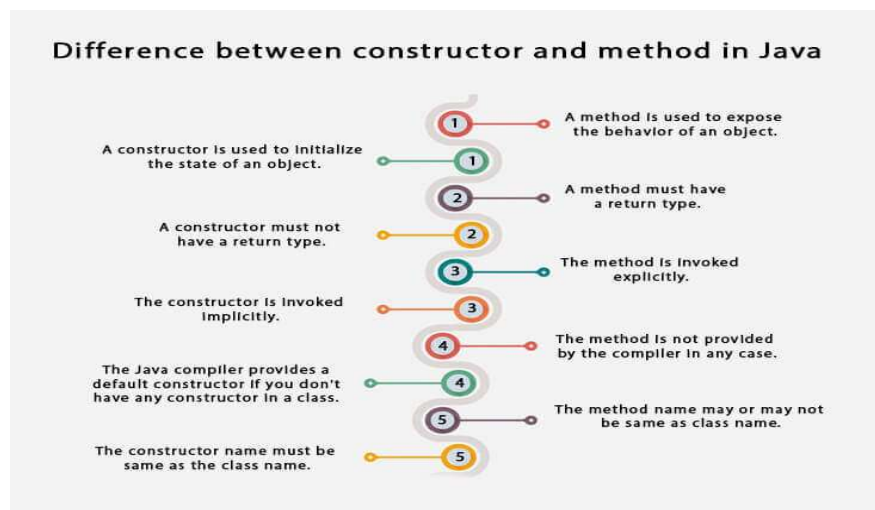 Difference between constructor and method in Java
1
A method is used to expose
the behavior of an object.
A constructor is used to initialize
the state of an object.
1
2
A method must have
a return type.
A constructor must not
have a return type.
2
3
The method is invoked
explicitly.
The constructor is invoked
implicitly.
3
4
The method is not provided
by the compiler in any case.
The Java compiler provides a
default constructor if you don't
have any constructor in a class.
4
5
The method name may or may not
be same as class name.
The constructor name must be
same as the class name.
5